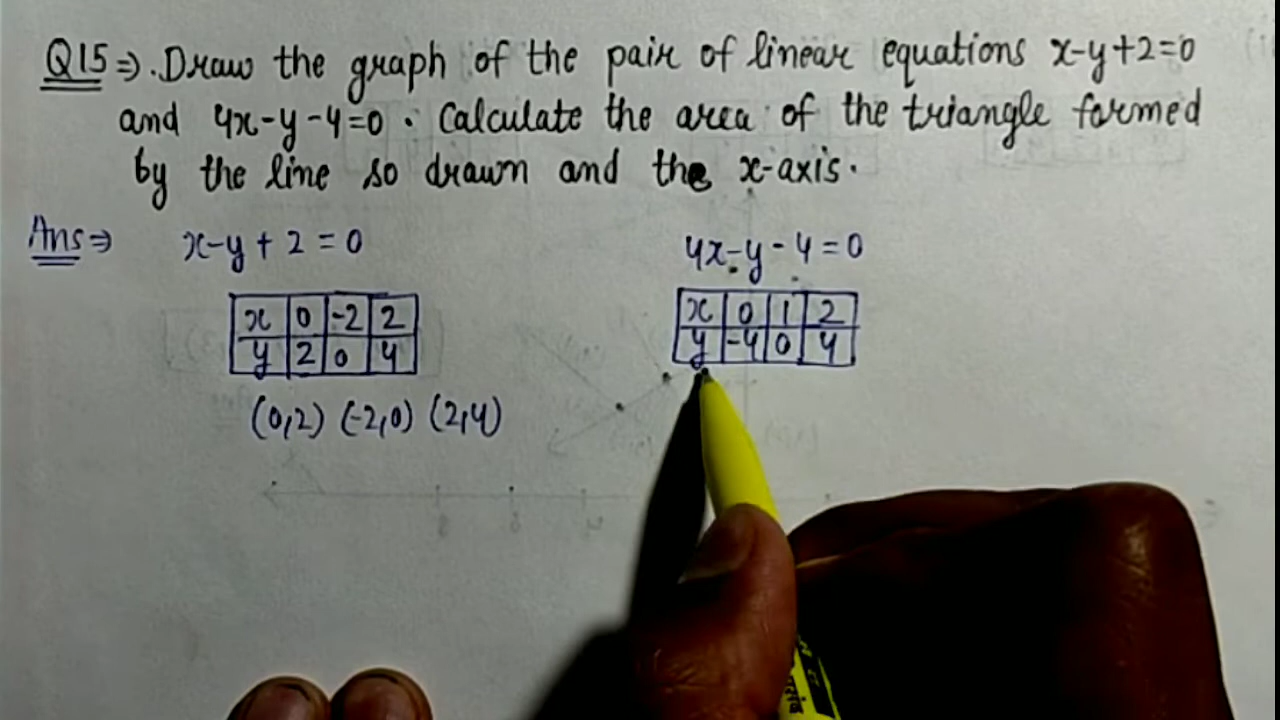 Q15⇒. Draw the graph of the pair of linear equations x-y+2=0
and 4x-y-4=0. Calculate the area of the triangle formed
by the line so drawn and the x-axis.
Ans⇒ x-y+2=0 4x-y-4=0
x 0 -2 2 x 0 1 2
y 2 0 4 y -4 0 4
(0,2) (-2,0) (2,4)